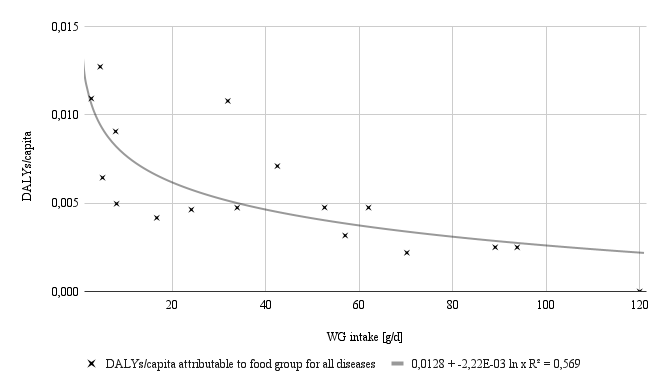 0,015
0,010
0,005
0,000
DALYs/capita
20
40
60
80
100
120
WG intake [g/d]
DALYs/capita attributable to food group for all diseases
0,0128 + -2,22E-03 ln x R² = 0,569